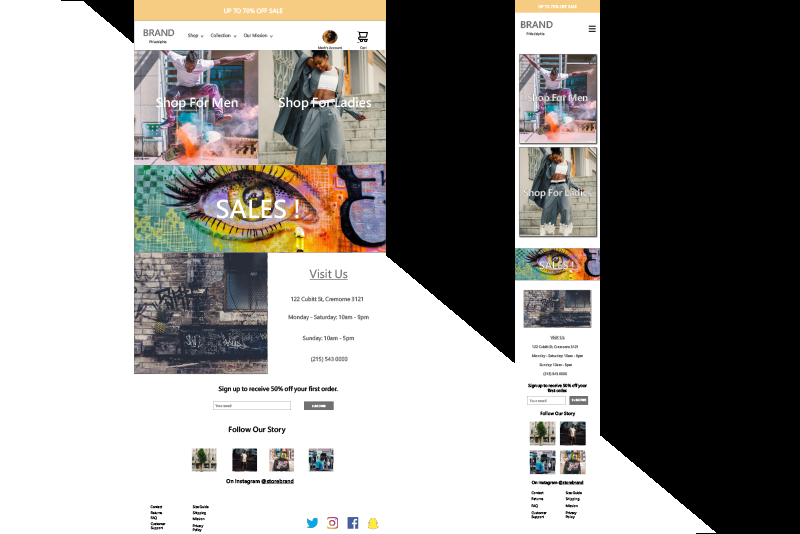 UP TO 70% OFF SALE
BRAND
Philadelphia
Shop
Collection
Our Mission
Mark's Account
Cart
Shop For Men
Shop For Ladies
SALES !
Visit Us
122 Cubitt St, Cremorne 3121
Monday - Saturday: 10am - 9pm
Sunday: 10am - 5pm
(215) 543 0000
Sign up to receive 50% off your first order.
Your email
SUBSCRIBE
Follow Our Story
On Instagram @storebrand
Contact
Returns
FAQ
Customer
Support
Size Guide
Shipping
Mission
Privacy
Policy
UP TO 70% OFF SALE
BRAND
Philadelphia
Shop For Men
Shop For Ladies
SALES !
Visit Us
122 Cubitt St, Cremorne 3121
Monday - Saturday: 10am - 9pm
Sunday: 10am - 5pm
(215) 543 0000
Sign up to receive 50% off your
first order.
Your email
SUBSCRIBE
Follow Our Story
On Instagram @storebrand
Contact
Returns
FAQ
Customer
Support
Size Guide
Shipping
Mission
Privacy
Policy